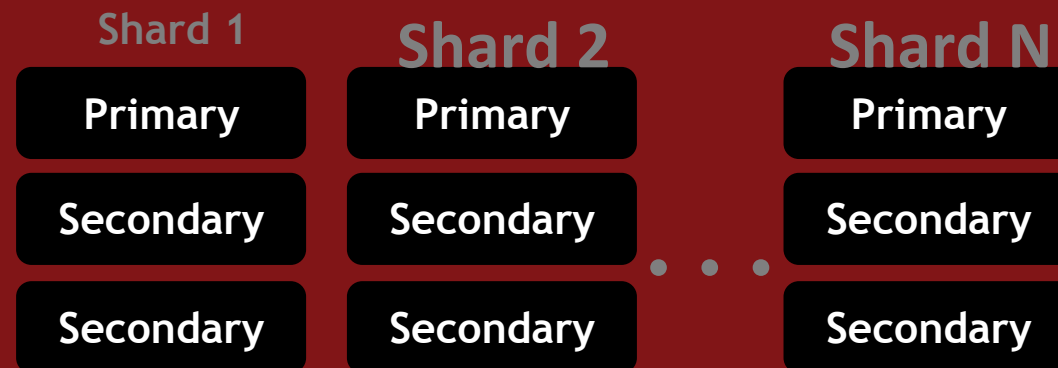 Shard 1
Shard 2
Shard N
Primary
Primary
Primary
Secondary
Secondary
Secondary
. . .
Secondary
Secondary
Secondary